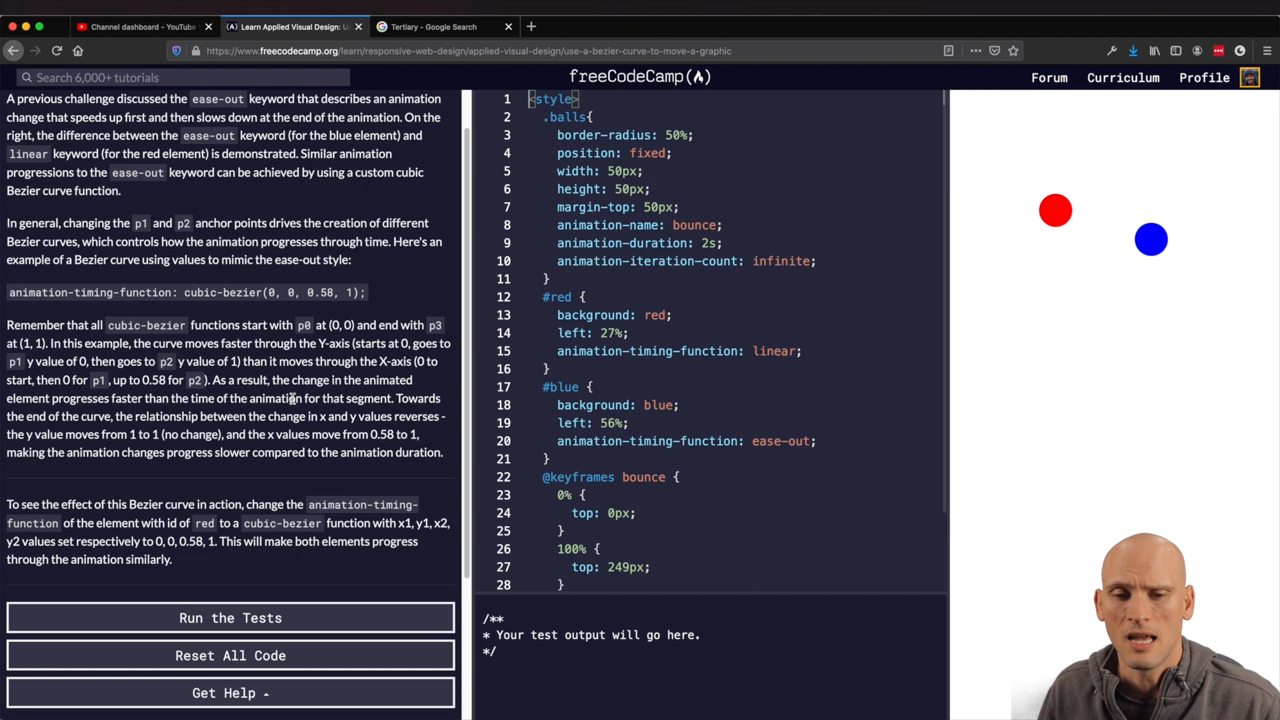 Channel dashboard - YouTube
Learn Applied Visual Design: Us
Tertiary - Google Search
https://www.freecodecamp.org/learn/responsive-web-design/applied-visual-design/use-a-bezier-curve-to-move-a-graphic
Search 6,000+ tutorials
freeCodeCamp
Forum
Curriculum
Profile
A previous challenge discussed the ease-out keyword that describes an animation
change that speeds up first and then slows down at the end of the animation. On the
right, the difference between the ease-out keyword (for the blue element) and
linear keyword (for the red element) is demonstrated. Similar animation
progressions to the ease-out keyword can be achieved by using a custom cubic
Bezier curve function.
In general, changing the p1 and p2 anchor points drives the creation of different
Bezier curves, which controls how the animation progresses through time. Here's an
example of a Bezier curve using values to mimic the ease-out style:
animation-timing-function: cubic-bezier(0, 0, 0.58, 1);
Remember that all cubic-bezier functions start with p0 at (0, 0) and end with p3
at (1, 1). In this example, the curve moves faster through the Y-axis (starts at 0, goes to
p1 y value of 0, then goes to p2 y value of 1) than it moves through the X-axis (0 to
start, then 0 for p1, up to 0.58 for p2). As a result, the change in the animated
element progresses faster than the time of the animation for that segment. Towards
the end of the curve, the relationship between the change in x and y values reverses -
the y value moves from 1 to 1 (no change), and the x values move from 0.58 to 1,
making the animation changes progress slower compared to the animation duration.
To see the effect of this Bezier curve in action, change the animation-timing-
function of the element with id of red to a cubic-bezier function with x1, y1, x2,
y2 values set respectively to 0, 0, 0.58, 1. This will make both elements progress
through the animation similarly.
Run the Tests
Reset All Code
Get Help
1 <style>
2 .balls{
3 border-radius: 50%;
4 position: fixed;
5 width: 50px;
6 height: 50px;
7 margin-top: 50px;
8 animation-name: bounce;
9 animation-duration: 2s;
10 animation-iteration-count: infinite;
11 }
12 #red {
13 background: red;
14 left: 27%;
15 animation-timing-function: linear;
16 }
17 #blue {
18 background: blue;
19 left: 56%;
20 animation-timing-function: ease-out;
21 }
22 @keyframes bounce {
23 0% {
24 top: 0px;
25 }
26 100% {
27 top: 249px;
28 }
/**
* Your test output will go here.
*/